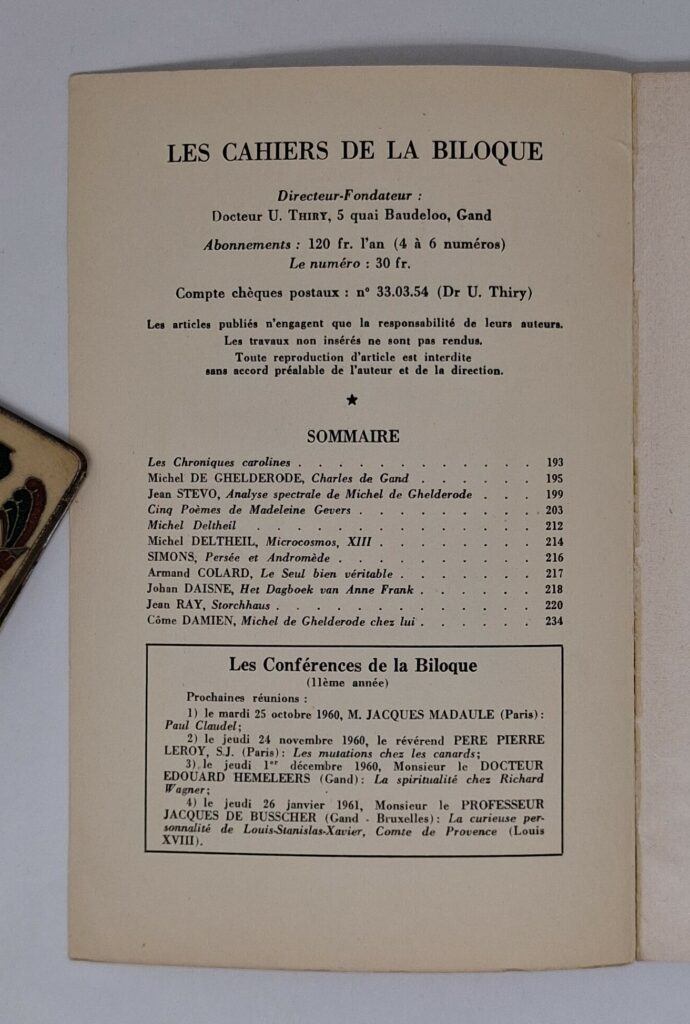 LES CAHIERS DE LA BILOQUE
Directeur-Fondateur :
Docteur U. THIRY, 5 quai Baudeloo, Gand
Abonnements : 120 fr. l'an (4 à 6 numéros)
Le numéro : 30 fr.
Compte chèques postaux : n° 33.03.54 (Dr U. Thiry)
Les articles publiés n'engagent que la responsabilité de leurs auteurs.
Les travaux non insérés ne sont pas rendus.
Toute reproduction d'article est interdite
sans accord préalable de l'auteur et de la direction.
★
SOMMAIRE
Les Chroniques carolines . . . . . . . . . . . . 193
Michel DE GHELDERODE, Charles de Gand . . . . . . 195
Jean STEVO, Analyse spectrale de Michel de Ghelderode . . . 199
Cinq Poèmes de Madeleine Gevers . . . . . . . . . 203
Michel Deltheil . . . . . . . . . . . . . 212
Michel DELTHEIL, Microcosmos, XIII . . . . . . . . 214
SIMONS, Persée et Andromède . . . . . . . . . . 216
Armand COLARD, Le Seul bien véritable . . . . . . . 217
Johan DAISNE, Het Dagboek van Anne Frank . . . . . . 218
Jean RAY, Storchhaus . . . . . . . . . . . . 220
Côme DAMIEN, Michel de Ghelderode chez lui . . . . . . 234
Les Conférences de la Biloque
(11ème année)
Prochaines réunions :
1) le mardi 25 octobre 1960, M. JACQUES MADAULE (Paris) :
Paul Claudel;
2) le jeudi 24 novembre 1960, le révérend PERE PIERRE
LEROY, S.J. (Paris) : Les mutations chez les canards;
3) le jeudi 1er décembre 1960, Monsieur le DOCTEUR
EDOUARD HEMELEERS (Gand) : La spiritualité chez Richard
Wagner;
4) le jeudi 26 janvier 1961, Monsieur le PROFESSEUR
JACQUES DE BUSSCHER (Gand - Bruxelles) : La curieuse per-
sonnalité de Louis-Stanislas-Xavier, Comte de Provence (Louis
XVIII).